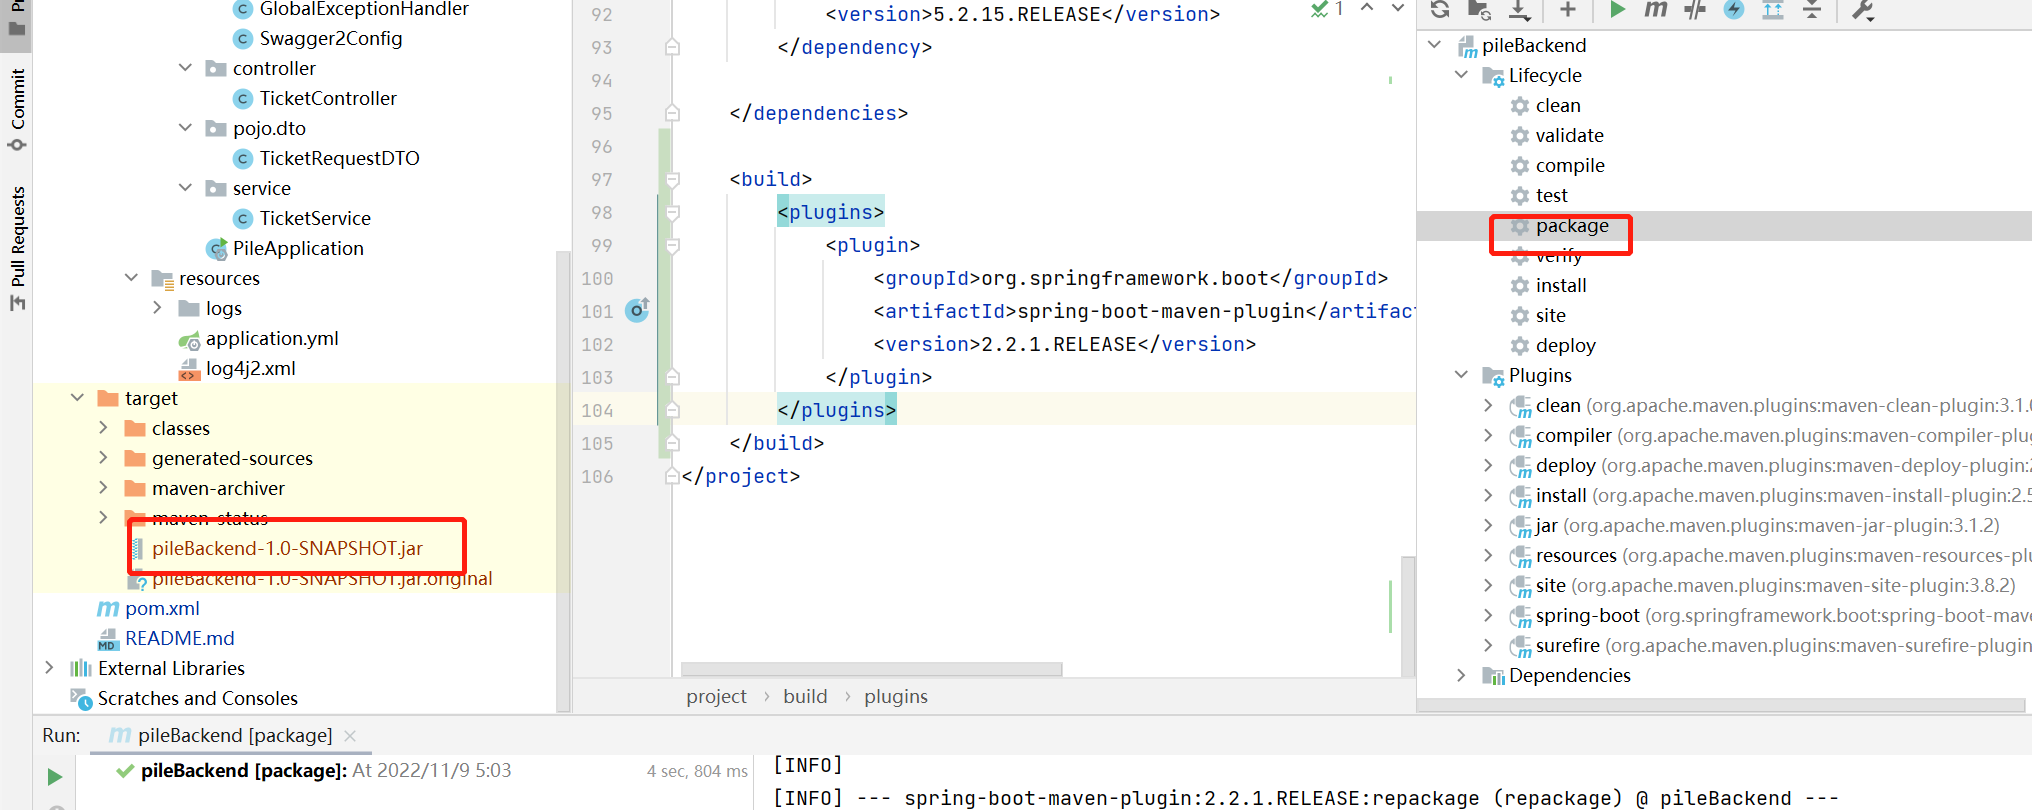 GlobalExceptionHandler
Swagger2Config
controller
TicketController
pojo.dto
TicketRequestDTO
service
TicketService
PileApplication
resources
logs
application.yml
log4j2.xml
target
classes
generated-sources
maven-archiver
maven-status
pileBackend-1.0-SNAPSHOT.jar
pileBackend-1.0-SNAPSHOT.jar.original
pom.xml
README.md
External Libraries
Scratches and Consoles
Commit
Pull Requests
92 <version>5.2.15.RELEASE</version>
93 </dependency>
94
95 </dependencies>
96
97 <build>
98 <plugins>
99 <plugin>
100 <groupId>org.springframework.boot</groupId>
101 <artifactId>spring-boot-maven-plugin</artifact
102 <version>2.2.1.RELEASE</version>
103 </plugin>
104 </plugins>
105 </build>
106 </project>
1
project › build › plugins
pileBackend
Lifecycle
clean
validate
compile
test
package
verify
install
site
deploy
Plugins
clean (org.apache.maven.plugins:maven-clean-plugin:3.1.0
compiler (org.apache.maven.plugins:maven-compiler-plu
deploy (org.apache.maven.plugins:maven-deploy-plugin:2
install (org.apache.maven.plugins:maven-install-plugin:2.5
jar (org.apache.maven.plugins:maven-jar-plugin:3.1.2)
resources (org.apache.maven.plugins:maven-resources-plu
site (org.apache.maven.plugins:maven-site-plugin:3.8.2)
spring-boot (org.springframework.boot:spring-boot-mav
surefire (org.apache.maven.plugins:maven-surefire-plugin
Dependencies
Run: pileBackend [package]
pileBackend [package]: At 2022/11/9 5:03 4 sec, 804 ms
[INFO]
[INFO] --- spring-boot-maven-plugin:2.2.1.RELEASE:repackage (repackage) @ pileBackend ---